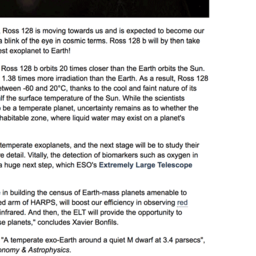 Ross 128 is moving towards us and is expected to become our
a blink of the eye in cosmic terms. Ross 128 b will by then take
est exoplanet to Earth!
Ross 128 b orbits 20 times closer than the Earth orbits the Sun.
1.38 times more irradiation than the Earth. As a result, Ross 128
tween -60 and 20°C, thanks to the cool and faint nature of its
lf the surface temperature of the Sun. While the scientists
be a temperate planet, uncertainty remains as to whether the
habitable zone, where liquid water may exist on a planet's
temperate exoplanets, and the next stage will be to study their
e detail. Vitally, the detection of biomarkers such as oxygen in
a huge next step, which ESO's Extremely Large Telescope
in building the census of Earth-mass planets amenable to
ed arm of HARPS, will boost our efficiency in observing red
infrared. And then, the ELT will provide the opportunity to
se planets," concludes Xavier Bonfils.
"A temperate exo-Earth around a quiet M dwarf at 3.4 parsecs",
onomy & Astrophysics.